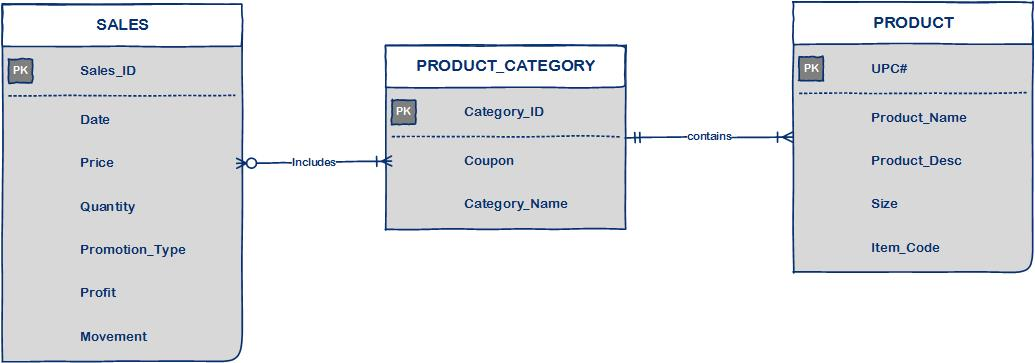 SALES
PK Sales_ID
Date
Price
Quantity
Promotion_Type
Profit
Movement
Includes
PRODUCT_CATEGORY
PK Category_ID
Coupon
Category_Name
contains
PRODUCT
PK UPC#
Product_Name
Product_Desc
Size
Item_Code